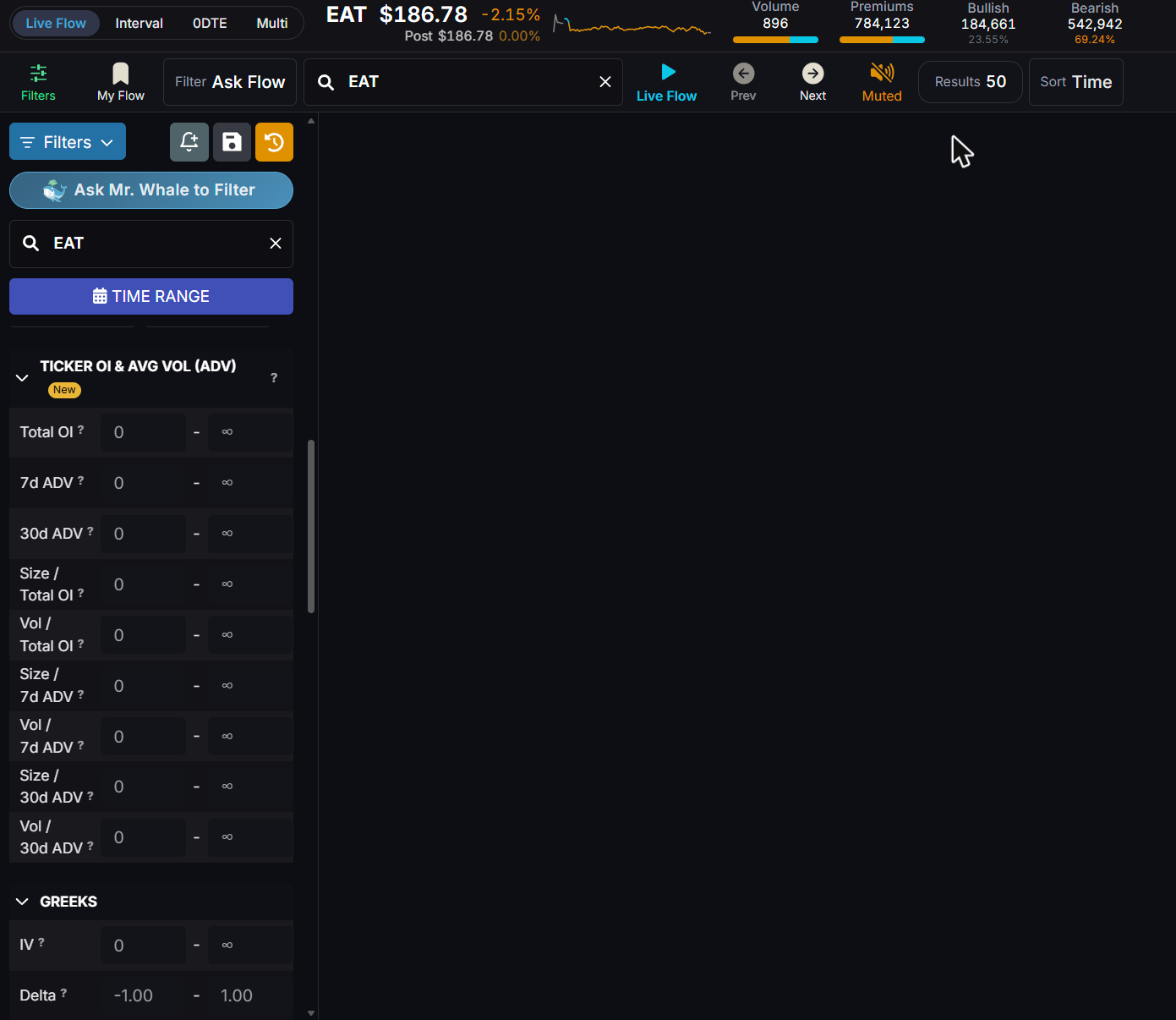 Live Flow Interval 0DTE Multi
EAT $186.78 -2.15%
Post $186.78 0.00%
Volume
896
Premiums
784,123
Bullish
184,661
23.55%
Bearish
542,942
69.24%
Filters
My Flow
Filter Ask Flow
EAT
Live Flow
Prev
Next
Muted
Results 50
Sort Time
Filters
Ask Mr. Whale to Filter
EAT
TIME RANGE
TICKER OI & AVG VOL (ADV)
New
?
Total OI ? 0 - ∞
7d ADV ? 0 - ∞
30d ADV ? 0 - ∞
Size /
Total OI ? 0 - ∞
Vol /
Total OI ? 0 - ∞
Size /
7d ADV ? 0 - ∞
Vol /
7d ADV ? 0 - ∞
Size /
30d ADV ? 0 - ∞
Vol /
30d ADV ? 0 - ∞
GREEKS
IV ? 0 - ∞
Delta ? -1.00 - 1.00